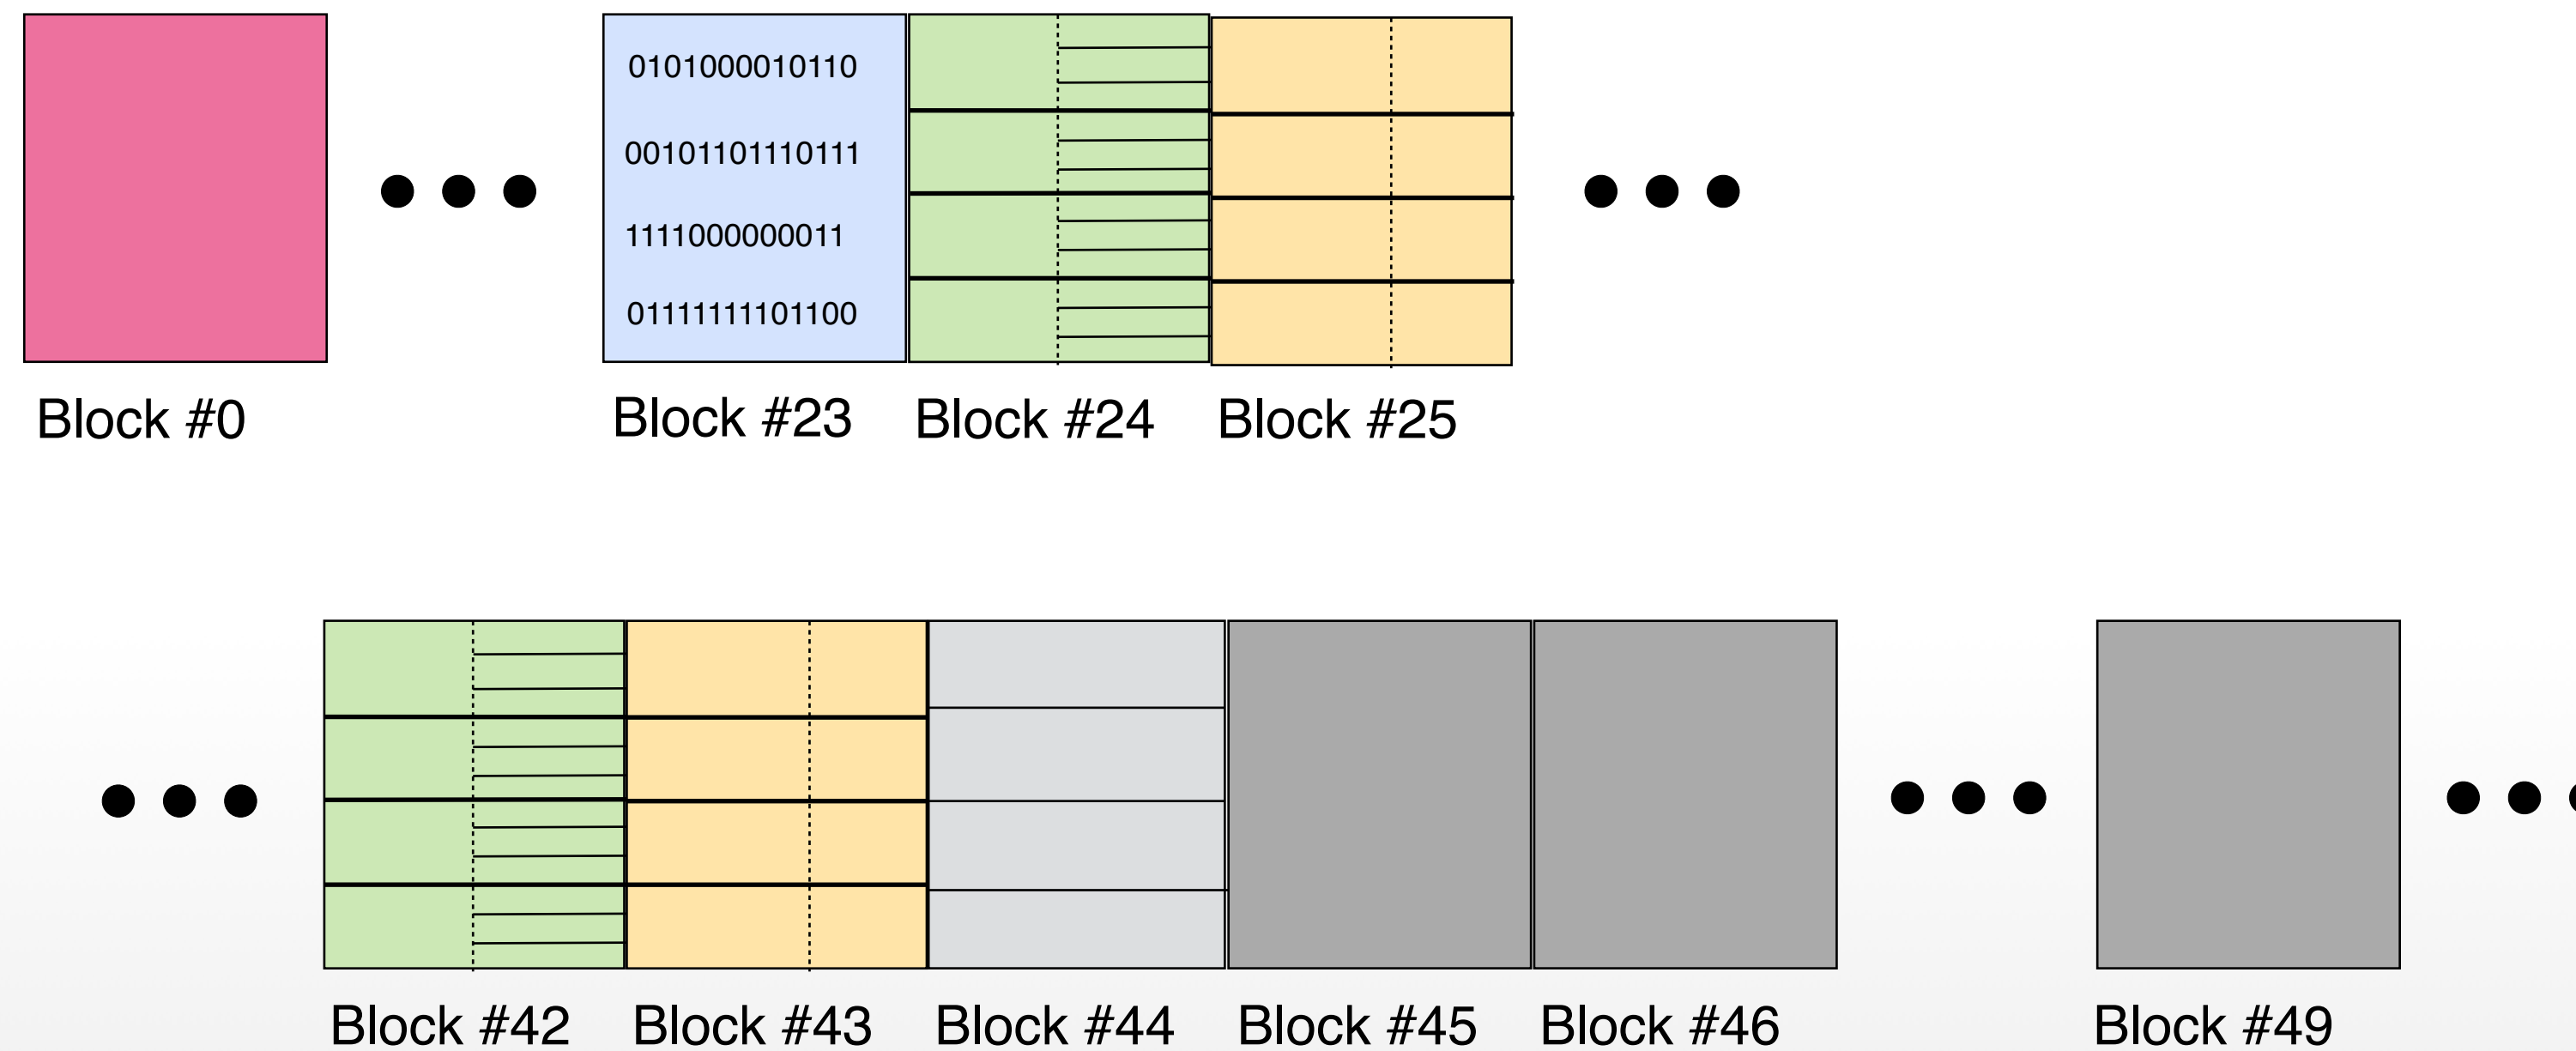 0101000010110
00101101110111
1111000000011
01111111101100
Block #0
Block #23
Block #24
Block #25
Block #42
Block #43
Block #44
Block #45
Block #46
Block #49